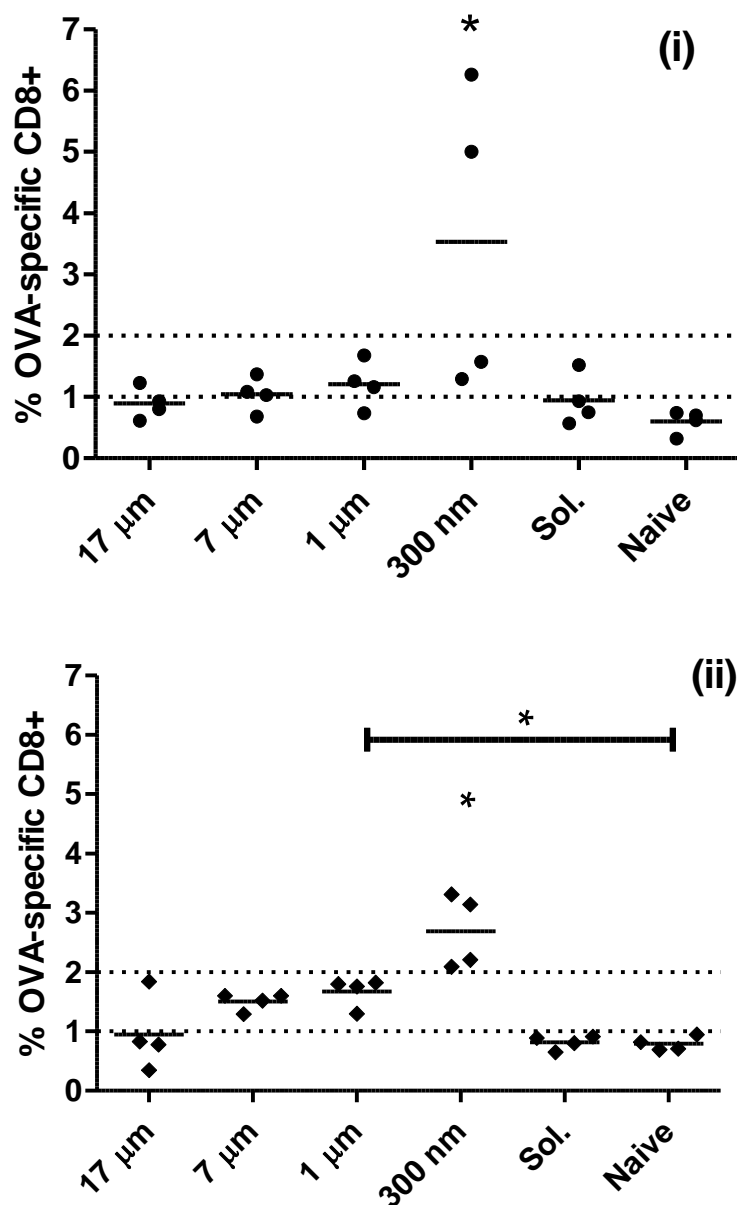 (i)
*
% OVA-specific CD8+
7
6
5
4
3
2
1
0
17 μm
7 μm
1 μm
300 nm
Sol.
Naive
(ii)
*
*
% OVA-specific CD8+
7
6
5
4
3
2
1
0
17 μm
7 μm
1 μm
300 nm
Sol.
Naive